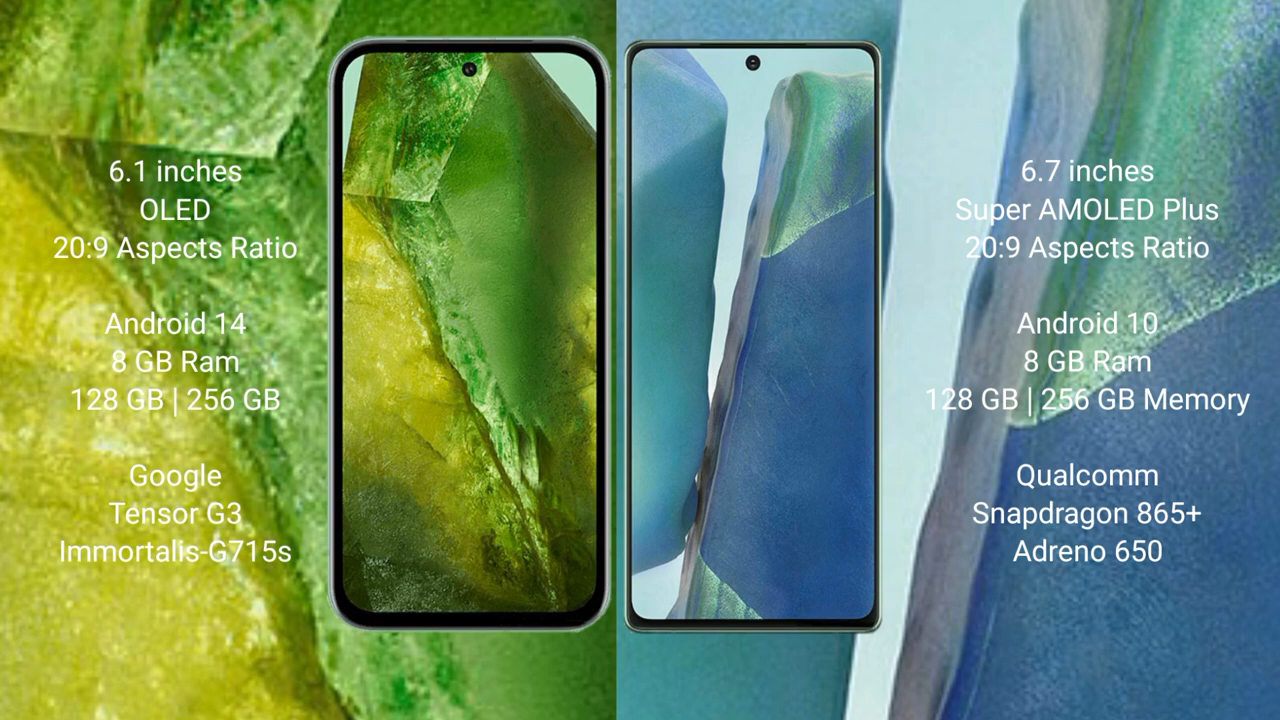 6.1 inches
OLED
20:9 Aspects Ratio
Android 14
8 GB Ram
128 GB | 256 GB
Google
Tensor G3
Immortalis-G715s
6.7 inches
Super AMOLED Plus
20:9 Aspects Ratio
Android 10
8 GB Ram
128 GB | 256 GB Memory
Qualcomm
Snapdragon 865+
Adreno 650